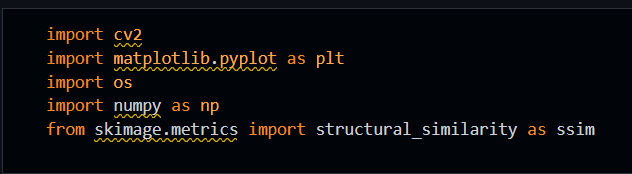 import cv2
import matplotlib.pyplot as plt
import os
import numpy as np
from skimage.metrics import structural_similarity as ssim